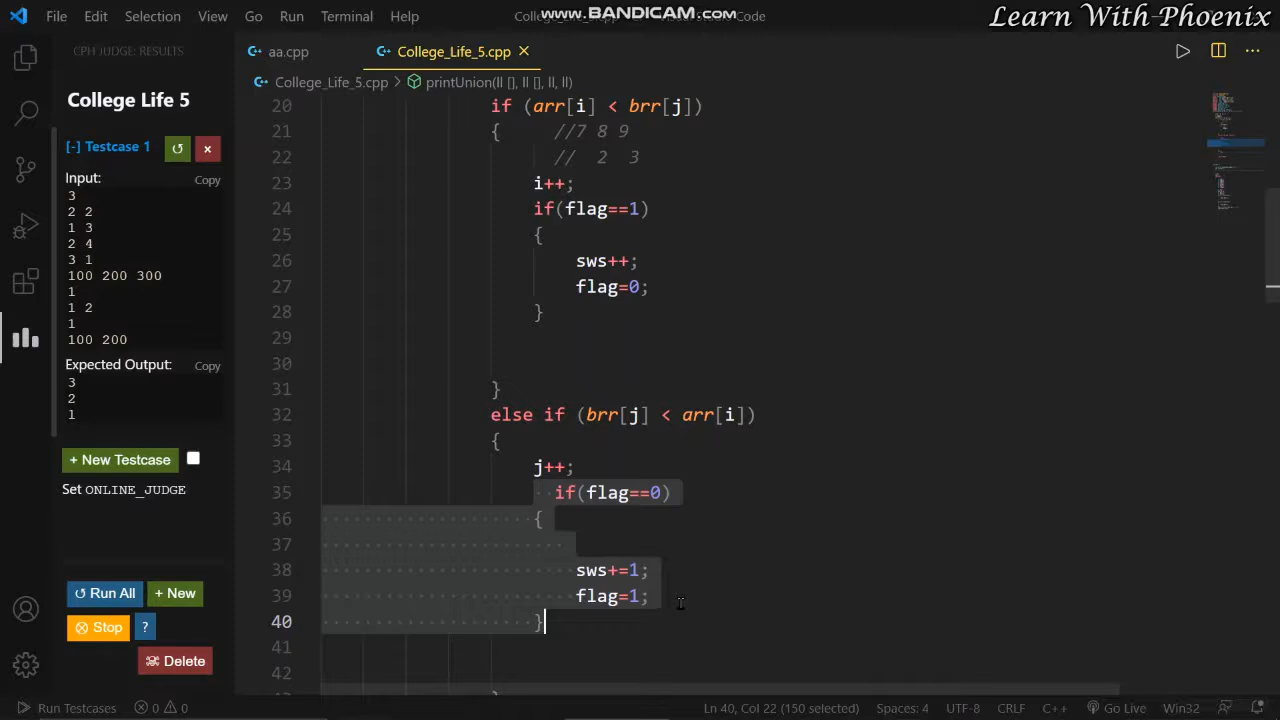 File Edit Selection View Go Run Terminal Help
www.BANDICAM.com
Learn With Phoenix
CPH JUDGE: RESULTS
aa.cpp
College_Life_5.cpp
College_Life_5.cpp > printUnion(ll [], ll [], ll, ll)
College Life 5
[-] Testcase 1
Input:
Copy
3
2 2
1 3
2 4
3 1
100 200 300
1
1 2
1
100 200
Expected Output:
Copy
3
2
1
+ New Testcase
Set ONLINE_JUDGE
Run All
+ New
Stop
?
Delete
20 if (arr[i] < brr[j])
21 { //7 8 9
22 // 2 3
23 i++;
24 if(flag==1)
25 {
26 sws++;
27 flag=0;
28 }
29
30
31 }
32 else if (brr[j] < arr[i])
33 {
34 j++;
35 if(flag==0)
36 {
37
38 sws+=1;
39 flag=1;
40 }
41
42
Run Testcases 0 0
Ln 40, Col 22 (150 selected) Spaces: 4 UTF-8 CRLF C++ Go Live Win32